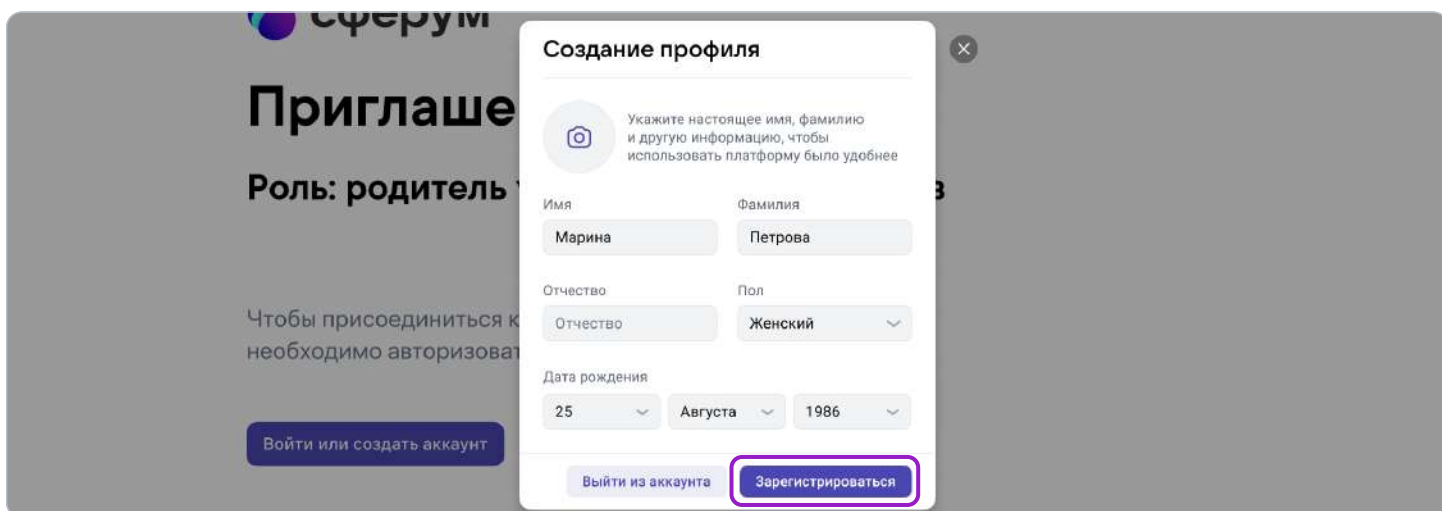 сферум
Приглаше
Роль: родитель
Чтобы присоединиться к
необходимо авторизоват
Войти или создать аккаунт
Создание профиля
Укажите настоящее имя, фамилию
и другую информацию, чтобы
использовать платформу было удобнее
Имя
Фамилия
Марина
Петрова
Отчество
Пол
Отчество
Женский
Дата рождения
25
Августа
1986
Выйти из аккаунта
Зарегистрироваться